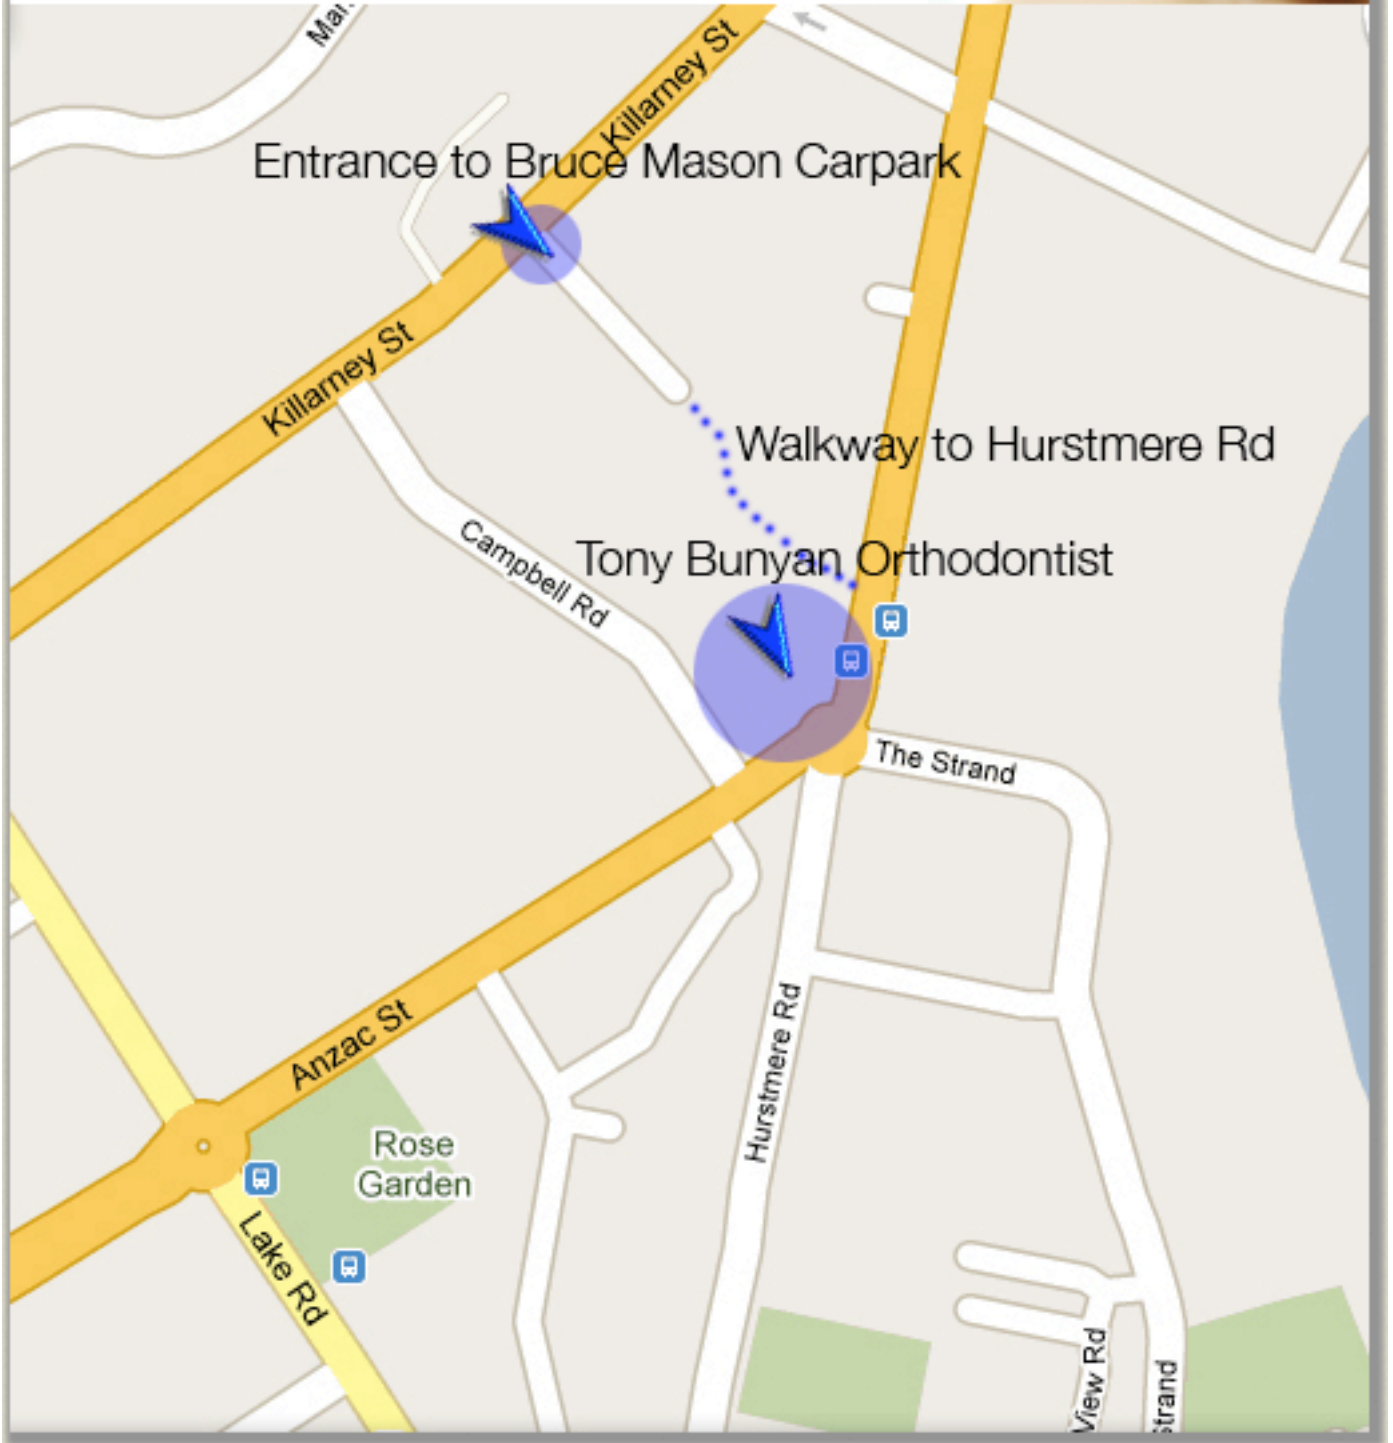 Killarney St
Entrance to Bruce Mason Carpark
Killarney St
Walkway to Hurstmere Rd
Campbell Rd
Tony Bunyan Orthodontist
The Strand
Anzac St
Hurstmere Rd
Rose
Garden
Lake Rd
View Rd
Strand